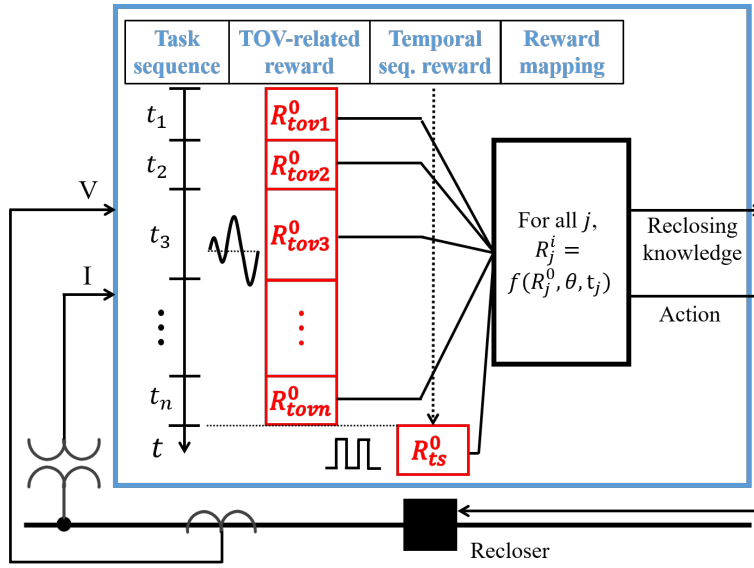 Task sequence
TOV-related reward
Temporal seq. reward
Reward mapping
t₁
R⁰tov1
t₂
R⁰tov2
V
t₃
R⁰tov3
For all j,
Rⁱⱼ =
f(R⁰ⱼ, θ, tⱼ)
Reclosing
knowledge
I
Action
⋮
⋮
tₙ
R⁰tovn
t
R⁰ts
Recloser